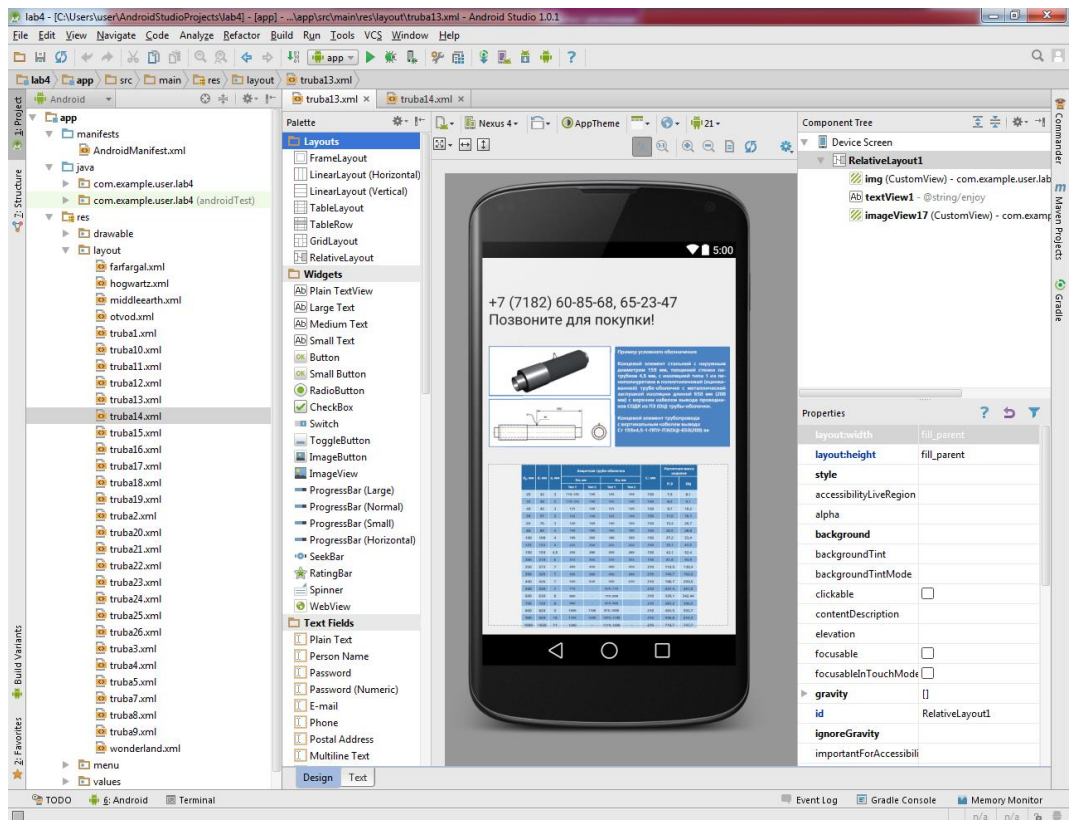 lab4 - [C:\Users\user\AndroidStudioProjects\lab4] - [app] - ...\app\src\main\res\layout\truba13.xml - Android Studio 1.0.1
File Edit View Navigate Code Analyze Refactor Build Run Tools VCS Window Help
app
lab4 app src main res layout truba13.xml
Android
truba13.xml truba14.xml
1: Project
7: Structure
Build Variants
2: Favorites
app
manifests
AndroidManifest.xml
java
com.example.user.lab4
com.example.user.lab4 (androidTest)
res
drawable
layout
farfargal.xml
hogwartz.xml
middleearth.xml
otvod.xml
truba1.xml
truba10.xml
truba11.xml
truba12.xml
truba13.xml
truba14.xml
truba15.xml
truba16.xml
truba17.xml
truba18.xml
truba19.xml
truba2.xml
truba20.xml
truba21.xml
truba22.xml
truba23.xml
truba24.xml
truba25.xml
truba26.xml
truba3.xml
truba4.xml
truba5.xml
truba7.xml
truba8.xml
truba9.xml
wonderland.xml
menu
values
Palette
Layouts
FrameLayout
LinearLayout (Horizontal)
LinearLayout (Vertical)
TableLayout
TableRow
GridLayout
RelativeLayout
Widgets
Plain TextView
Large Text
Medium Text
Small Text
Button
Small Button
RadioButton
CheckBox
Switch
ToggleButton
ImageButton
ImageView
ProgressBar (Large)
ProgressBar (Normal)
ProgressBar (Small)
ProgressBar (Horizontal)
SeekBar
RatingBar
Spinner
WebView
Text Fields
Plain Text
Person Name
Password
Password (Numeric)
E-mail
Phone
Postal Address
Multiline Text
Design Text
Nexus 4 AppTheme 21
5:00
+7 (7182) 60-85-68, 65-23-47
Позвоните для покупки!
Пример условного обозначения
Component Tree
Device Screen
RelativeLayout1
img (CustomView) - com.example.user.lab
textView1 - @string/enjoy
imageView17 (CustomView) - com.examp
Properties
layout:width fill_parent
layout:height fill_parent
style
accessibilityLiveRegion
alpha
background
backgroundTint
backgroundTintMode
clickable
contentDescription
elevation
focusable
focusableInTouchMode
gravity []
id RelativeLayout1
ignoreGravity
importantForAccessibili
Commander
Maven Projects
Gradle
TODO 6: Android Terminal
Event Log Gradle Console Memory Monitor
n/a n/a